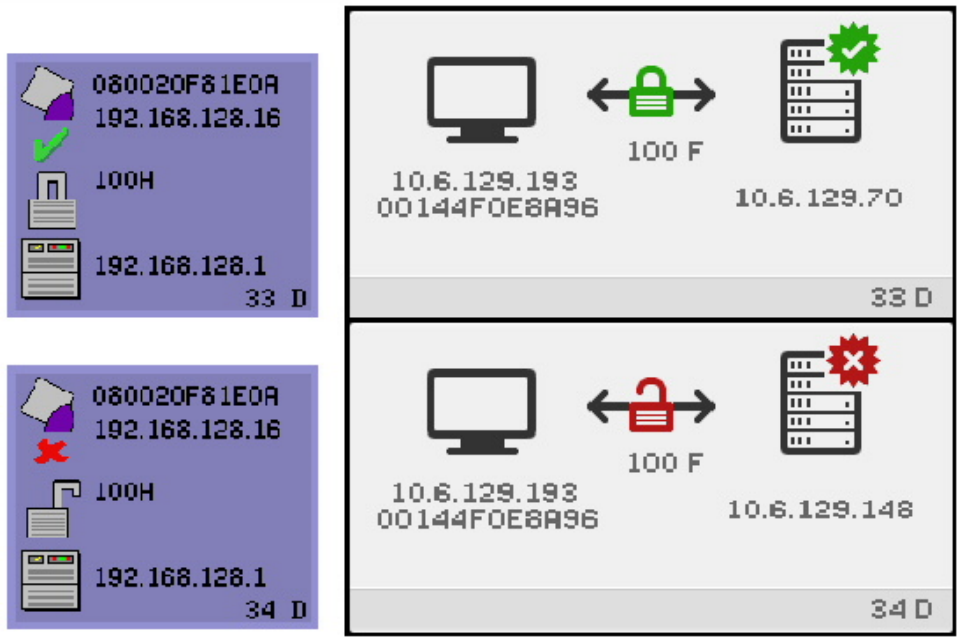 080020F81E0A
192.168.128.16
100H
192.168.128.1
33 D
100 F
10.6.129.193
00144F0E8A96
10.6.129.70
33 D
080020F81E0A
192.168.128.16
100H
192.168.128.1
34 D
100 F
10.6.129.193
00144F0E8A96
10.6.129.148
34 D